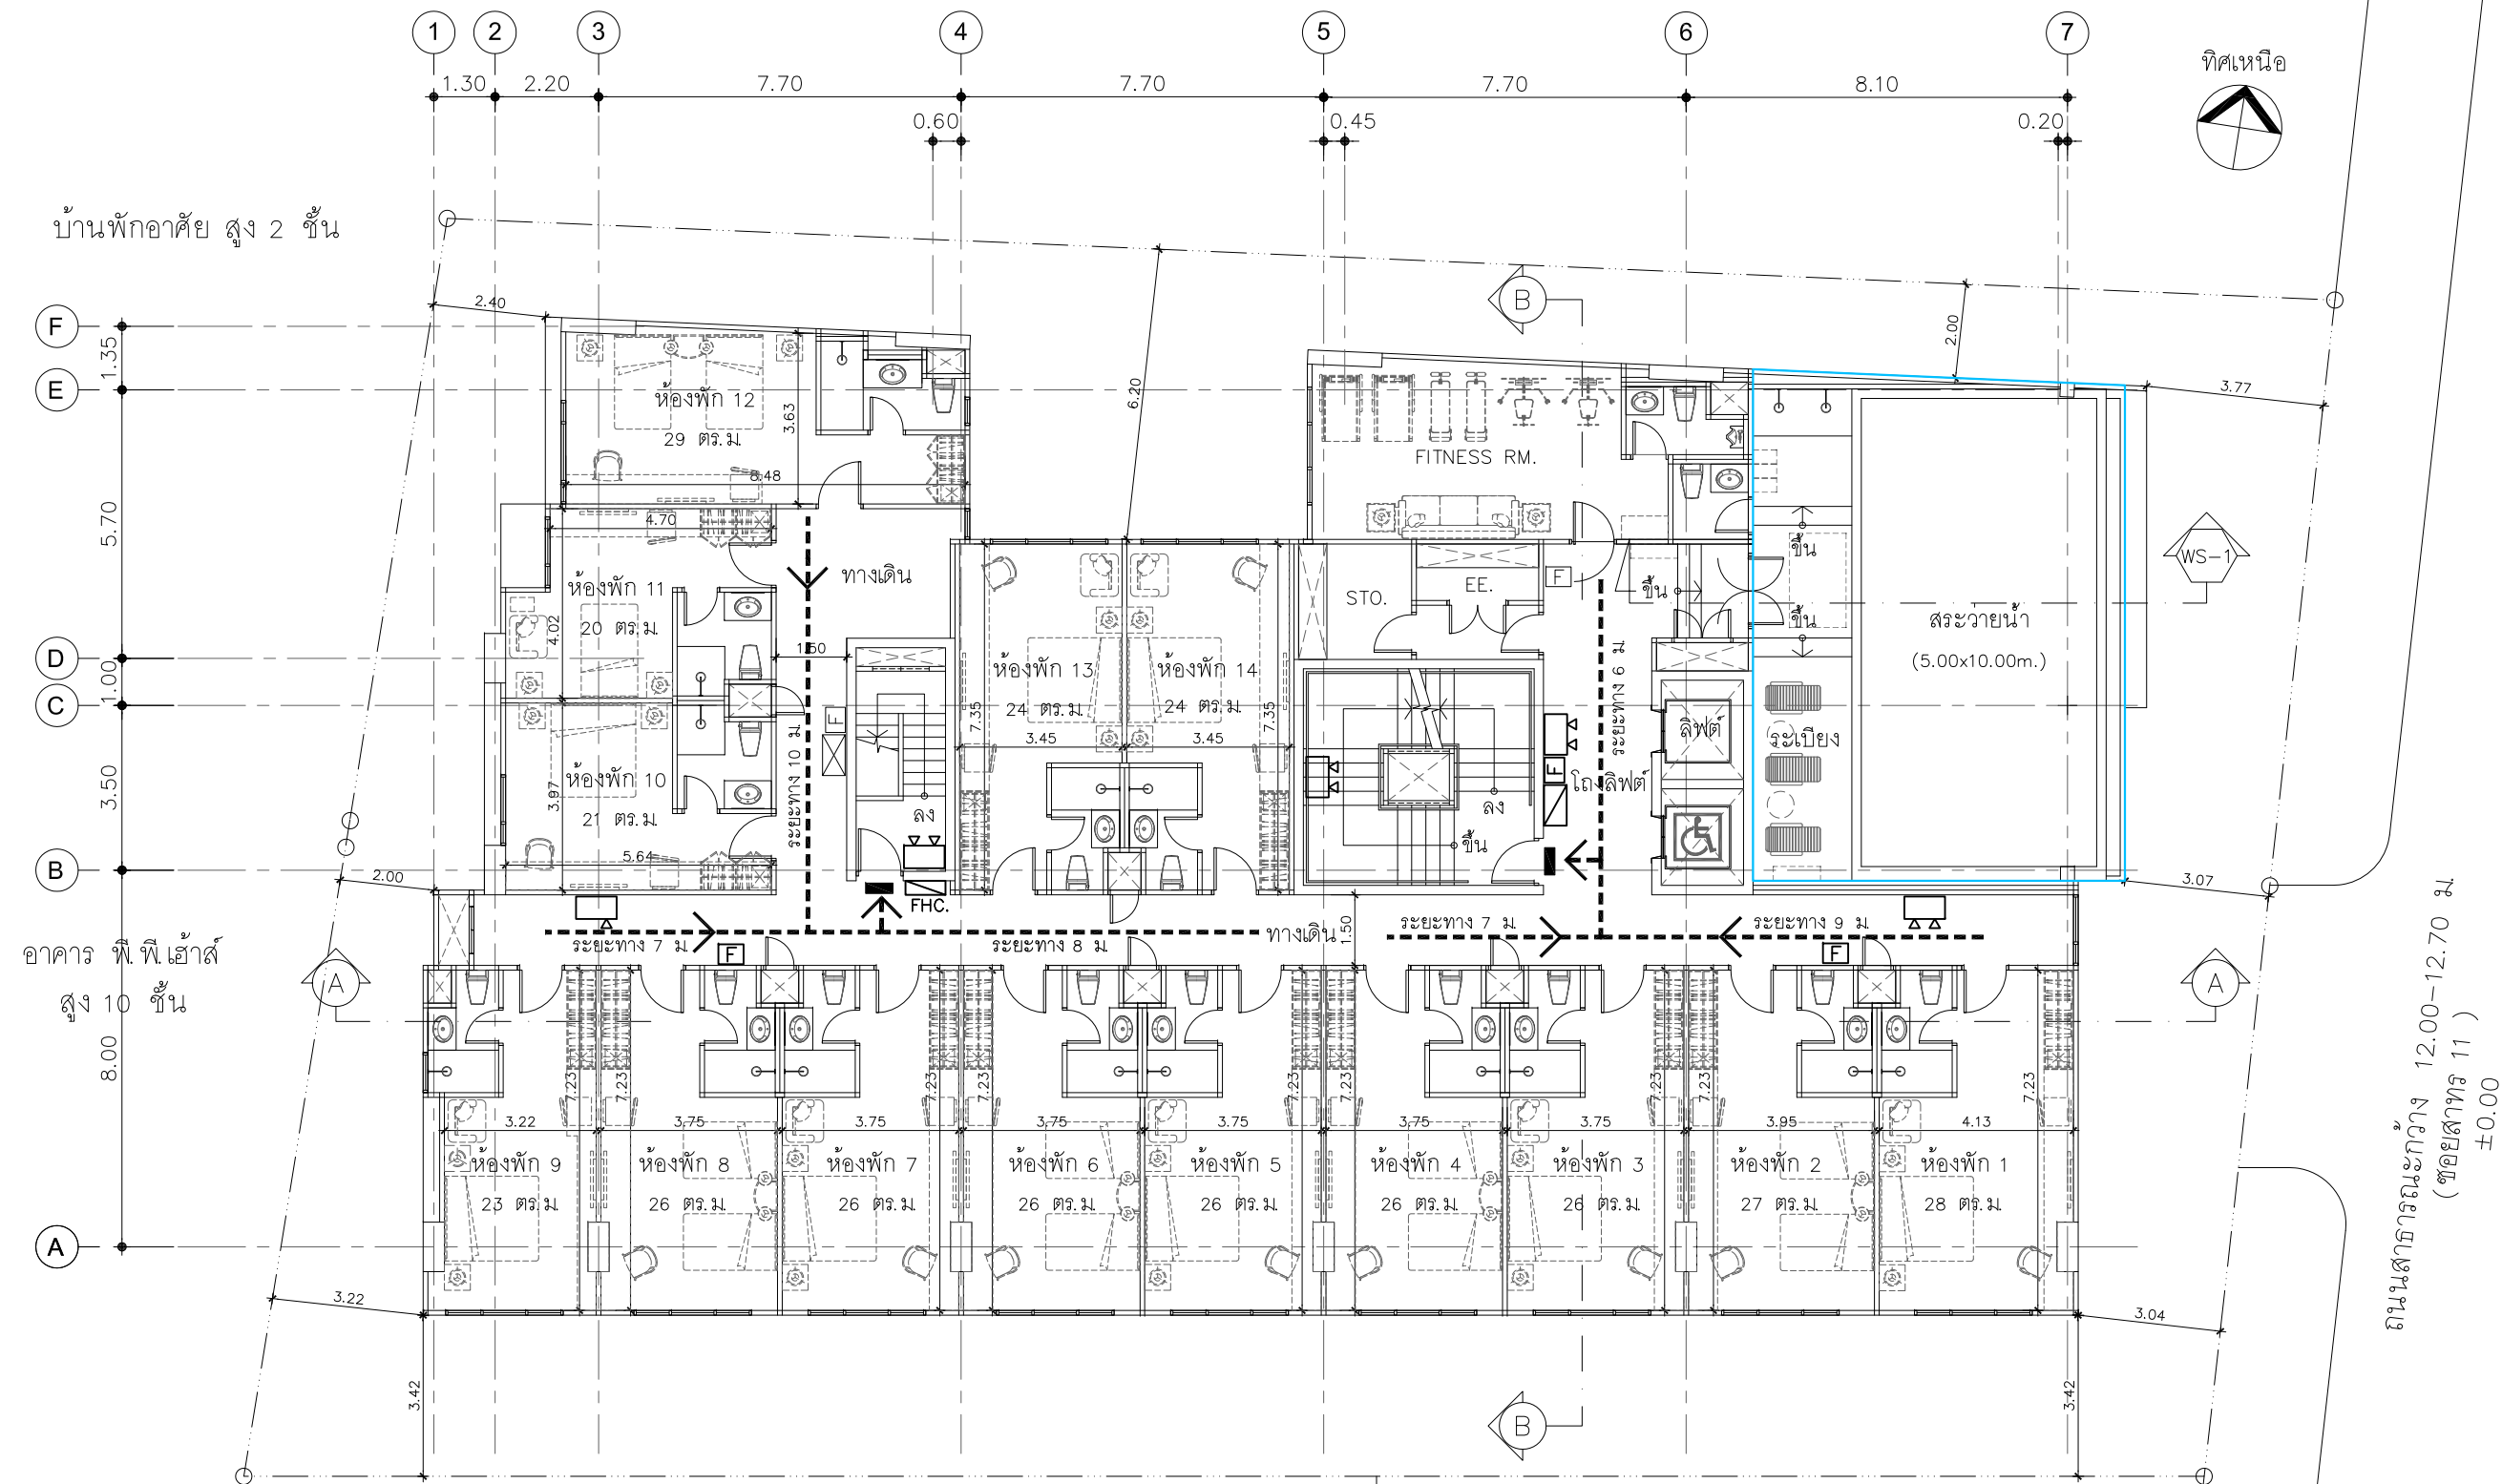 1
2
3
4
5
6
7
1.30
2.20
7.70
7.70
7.70
8.10
0.60
0.45
0.20
ทิศเหนือ
บ้านพักอาศัย สูง 2 ชั้น
F
E
D
C
B
A
1.35
5.70
1.00
3.50
8.00
อาคาร พี.พี.เฮ้าส์
สูง 10 ชั้น
2.40
6.20
2.00
3.77
B
ห้องพัก 12
29 ตร.ม.
3.63
8.48
FITNESS RM.
4.70
ห้องพัก 11
20 ตร.ม.
4.02
ทางเดิน
1.50
ห้องพัก 10
21 ตร.ม.
3.97
5.64
ระยะทาง 10 ม.
F
ลง
FHC.
ห้องพัก 13
24 ตร.ม.
7.35
3.45
ห้องพัก 14
24 ตร.ม.
7.35
3.45
STO.
EE.
F
ขึ้น
ขึ้น
ขึ้น
สระว่ายน้ำ
(5.00x10.00m.)
WS-1
ระยะทาง 6 ม.
ลิฟต์
ระเบียง
F
โถงลิฟต์
ลง
ขึ้น
2.00
3.07
ระยะทาง 7 ม.
F
ระยะทาง 8 ม.
ทางเดิน
1.50
ระยะทาง 7 ม.
ระยะทาง 9 ม.
F
A
A
7.23
7.23
7.23
7.23
7.23
7.23
7.23
7.23
7.23
3.22
3.75
3.75
3.75
3.75
3.75
3.75
3.95
4.13
ห้องพัก 9
23 ตร.ม.
ห้องพัก 8
26 ตร.ม.
ห้องพัก 7
26 ตร.ม.
ห้องพัก 6
26 ตร.ม.
ห้องพัก 5
26 ตร.ม.
ห้องพัก 4
26 ตร.ม.
ห้องพัก 3
26 ตร.ม.
ห้องพัก 2
27 ตร.ม.
ห้องพัก 1
28 ตร.ม.
3.22
3.04
3.42
3.42
B
ถนนสาธารณะกว้าง 12.00-12.70 ม.
(ซอยสาทร 11 )
±0.00